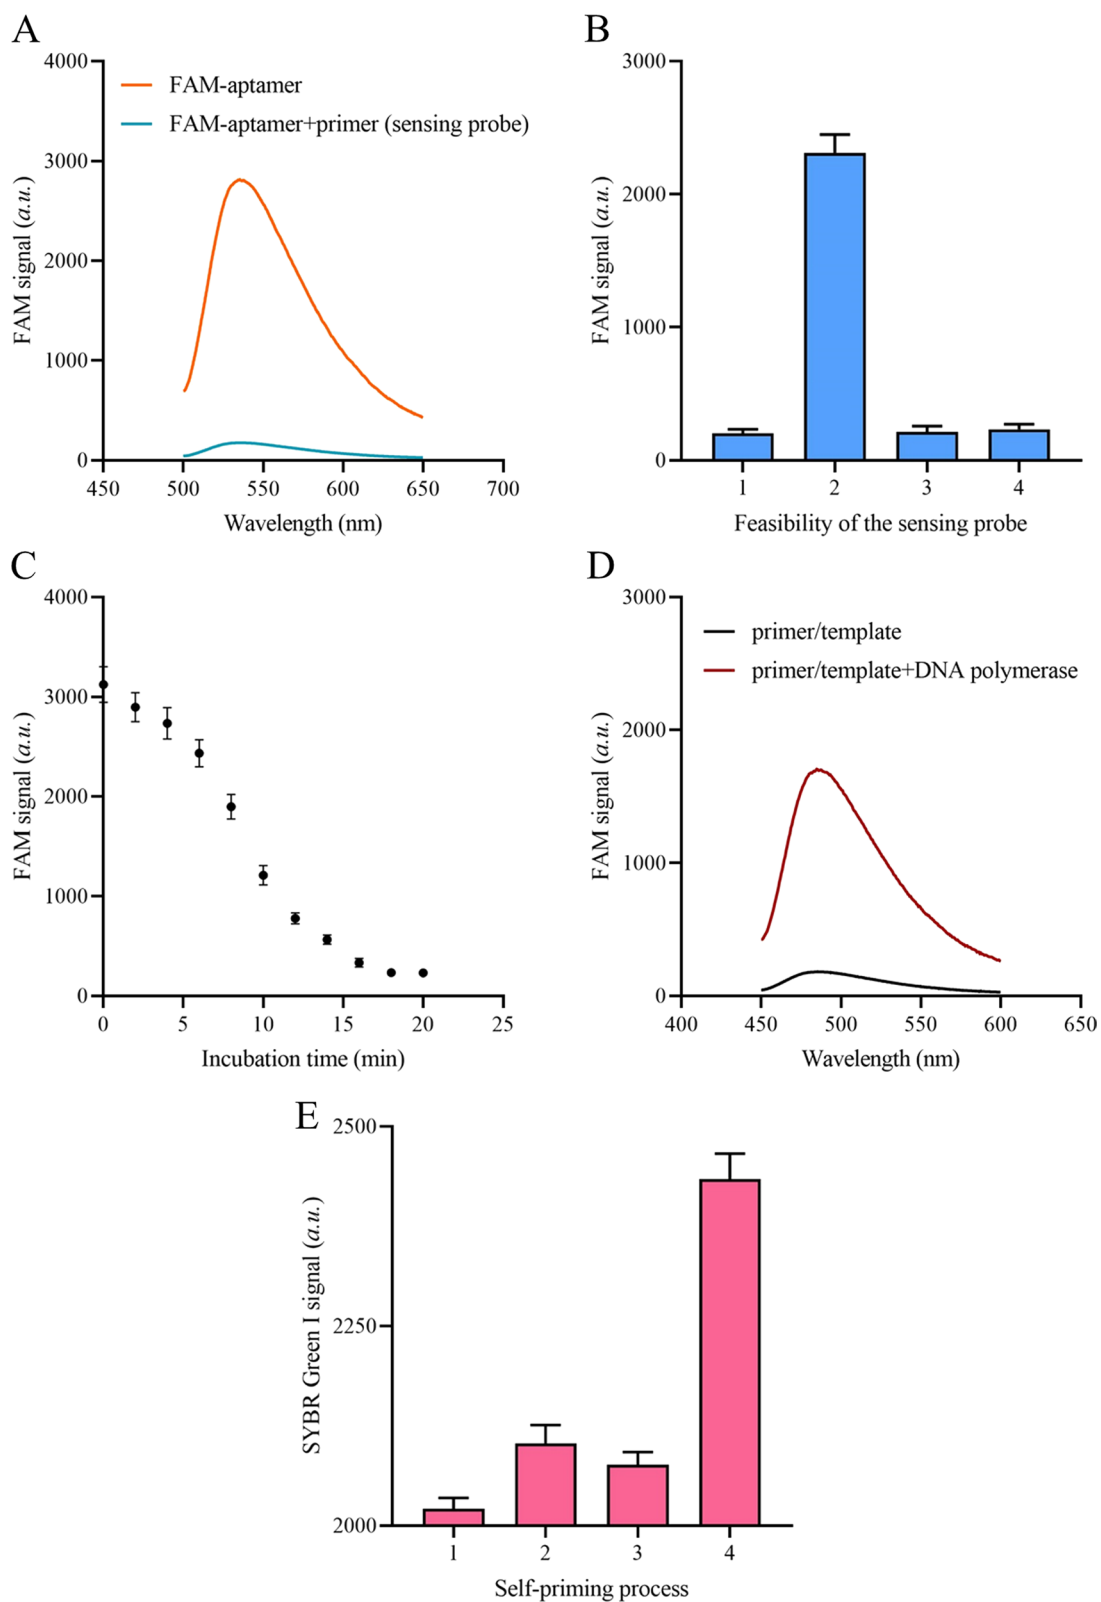 A
4000
3000
2000
1000
0
FAM signal (a.u.)
FAM-aptamer
FAM-aptamer+primer (sensing probe)
450 500 550 600 650 700
Wavelength (nm)
B
3000
2000
1000
0
FAM signal (a.u.)
1 2 3 4
Feasibility of the sensing probe
C
4000
3000
2000
1000
0
FAM signal (a.u.)
0 5 10 15 20 25
Incubation time (min)
D
3000
2000
1000
0
FAM signal (a.u.)
primer/template
primer/template+DNA polymerase
400 450 500 550 600 650
Wavelength (nm)
E
2500
2250
2000
SYBR Green I signal (a.u.)
1 2 3 4
Self-priming process